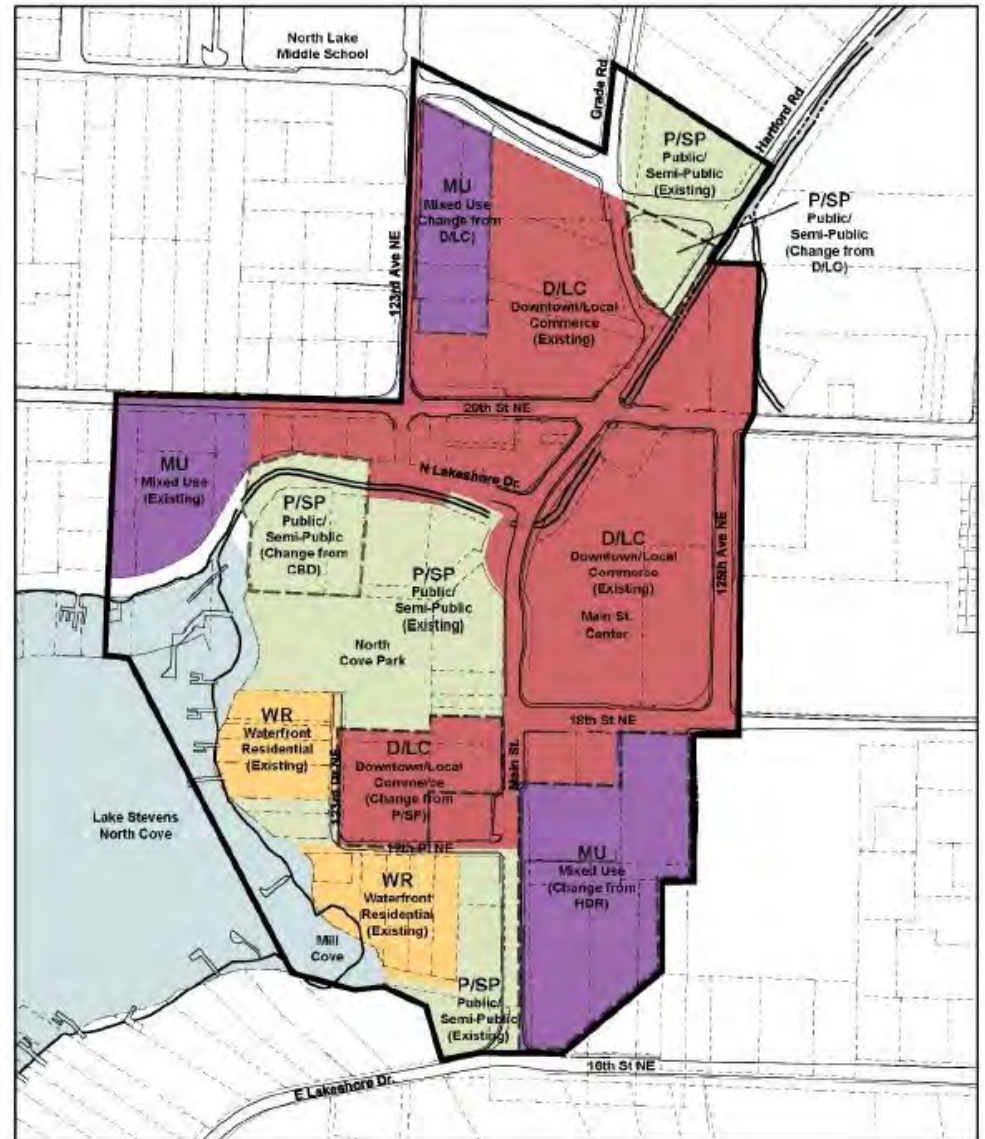 North Lake
Middle School
Grade Rd.
Hartford Rd.
P/SP
Public/
Semi-Public
(Existing)
MU
Mixed Use
(Change from
D/LC)
P/SP
Public/
Semi-Public
(Change from
D/LC)
123rd Ave NE
D/LC
Downtown/Local
Commerce
(Existing)
20th St NE
MU
Mixed Use
(Existing)
N Lakeshore Dr.
P/SP
Public/
Semi-Public
(Change from
CBD)
D/LC
Downtown/Local
Commerce
(Existing)
125th Ave NE
P/SP
Public/
Semi-Public
(Existing)
Main St.
Center
North
Cove Park
WR
Waterfront
Residential
(Existing)
18th St NE
D/LC
Downtown/Local
Commerce
(Change from
P/SP)
123rd Dr NE
Main St.
Lake Stevens
North Cove
MU
Mixed Use
(Change from
HDR)
WR
Waterfront
Residential
(Existing)
Mill
Cove
P/SP
Public/
Semi-Public
(Existing)
16th St NE
E Lakeshore Dr.